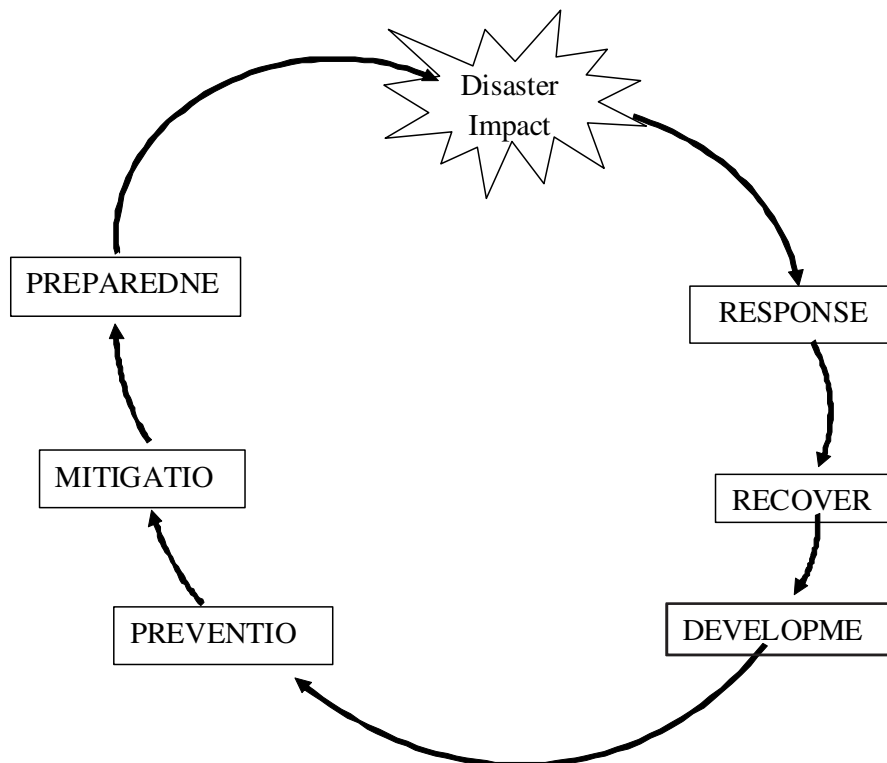 Disaster
Impact
PREPAREDNE
RESPONSE
MITIGATIO
RECOVER
PREVENTIO
DEVELOPME